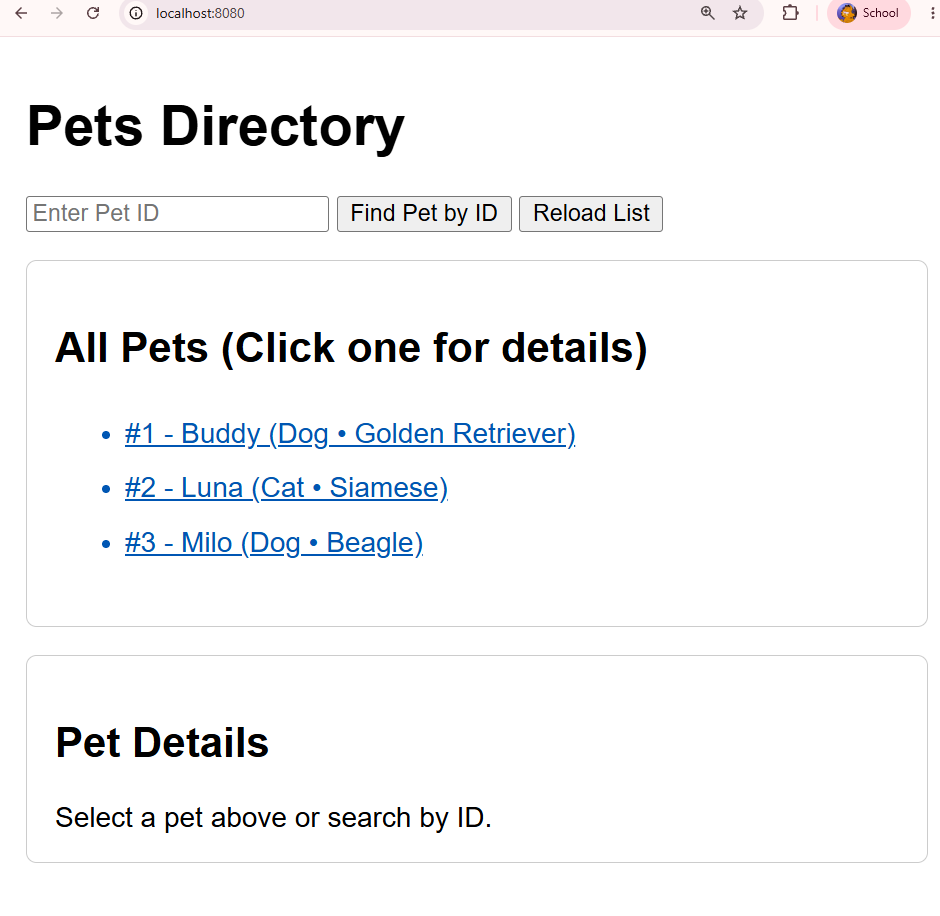 localhost:8080
School
Pets Directory
Enter Pet ID Find Pet by ID Reload List
All Pets (Click one for details)
• #1 - Buddy (Dog • Golden Retriever)
• #2 - Luna (Cat • Siamese)
• #3 - Milo (Dog • Beagle)
Pet Details
Select a pet above or search by ID.